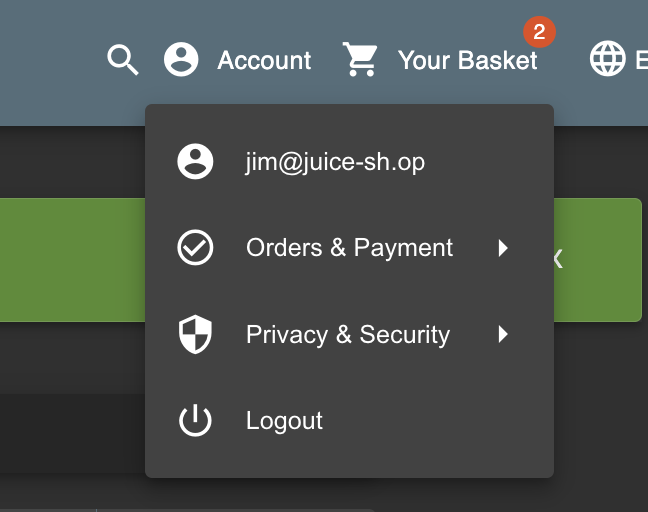 Account
Your Basket
2
E
jim@juice-sh.op
Orders & Payment
X
Privacy & Security
Logout